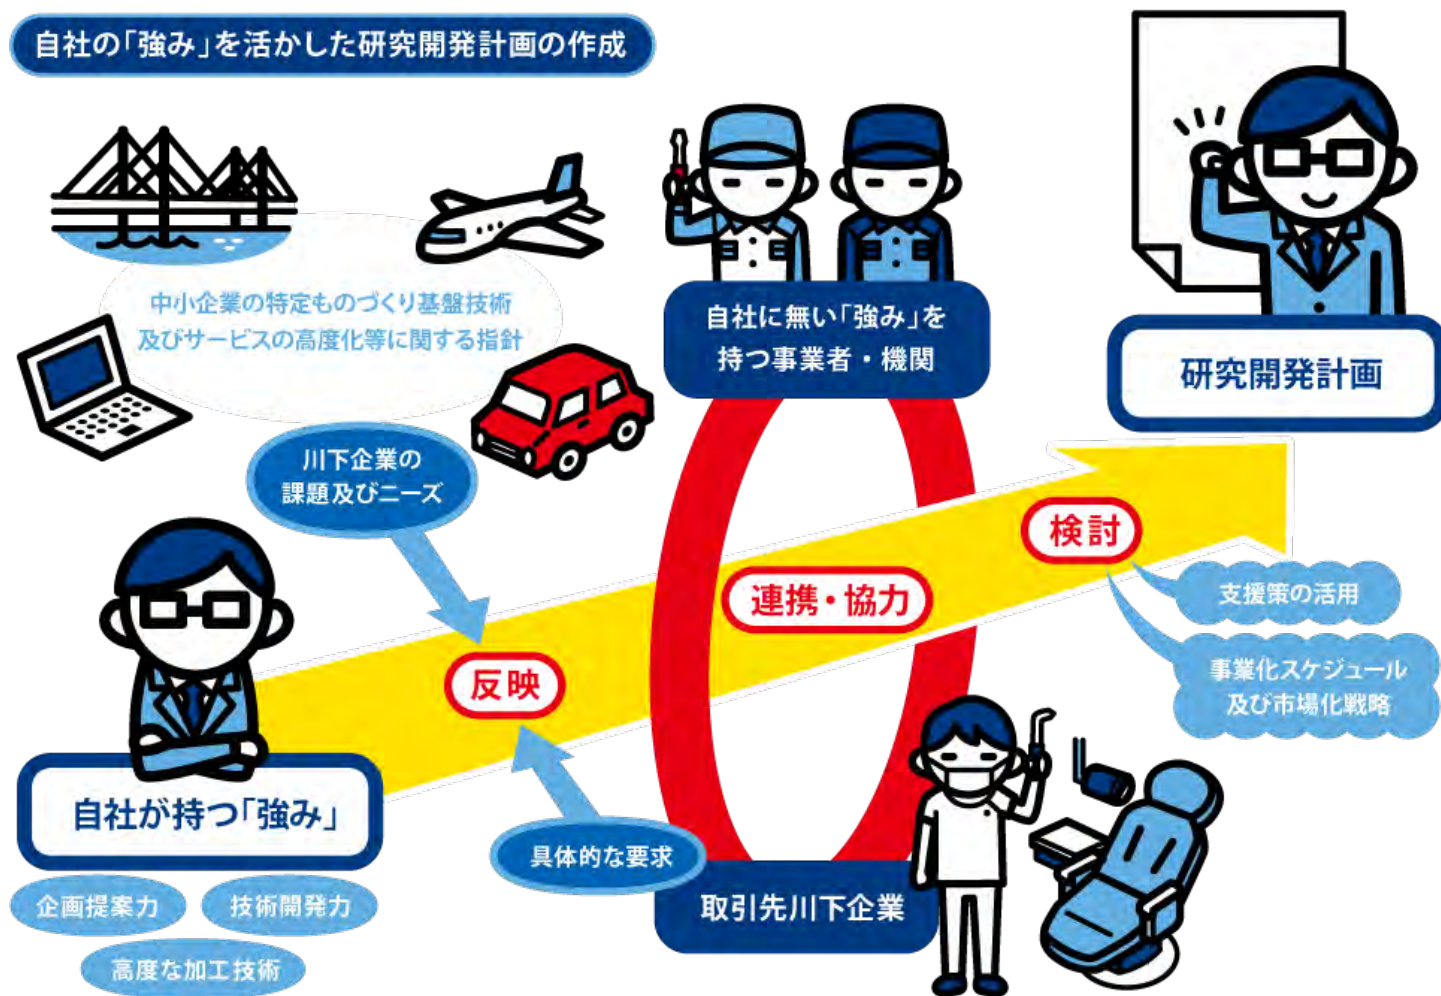 自社の「強み」を活かした研究開発計画の作成
中小企業の特定ものづくり基盤技術
及びサービスの高度化等に関する指針
自社に無い「強み」を
持つ事業者・機関
研究開発計画
川下企業の
課題及びニーズ
検討
連携・協力
支援策の活用
反映
事業化スケジュール
及び市場化戦略
自社が持つ「強み」
具体的な要求
取引先川下企業
企画提案力
技術開発力
高度な加工技術